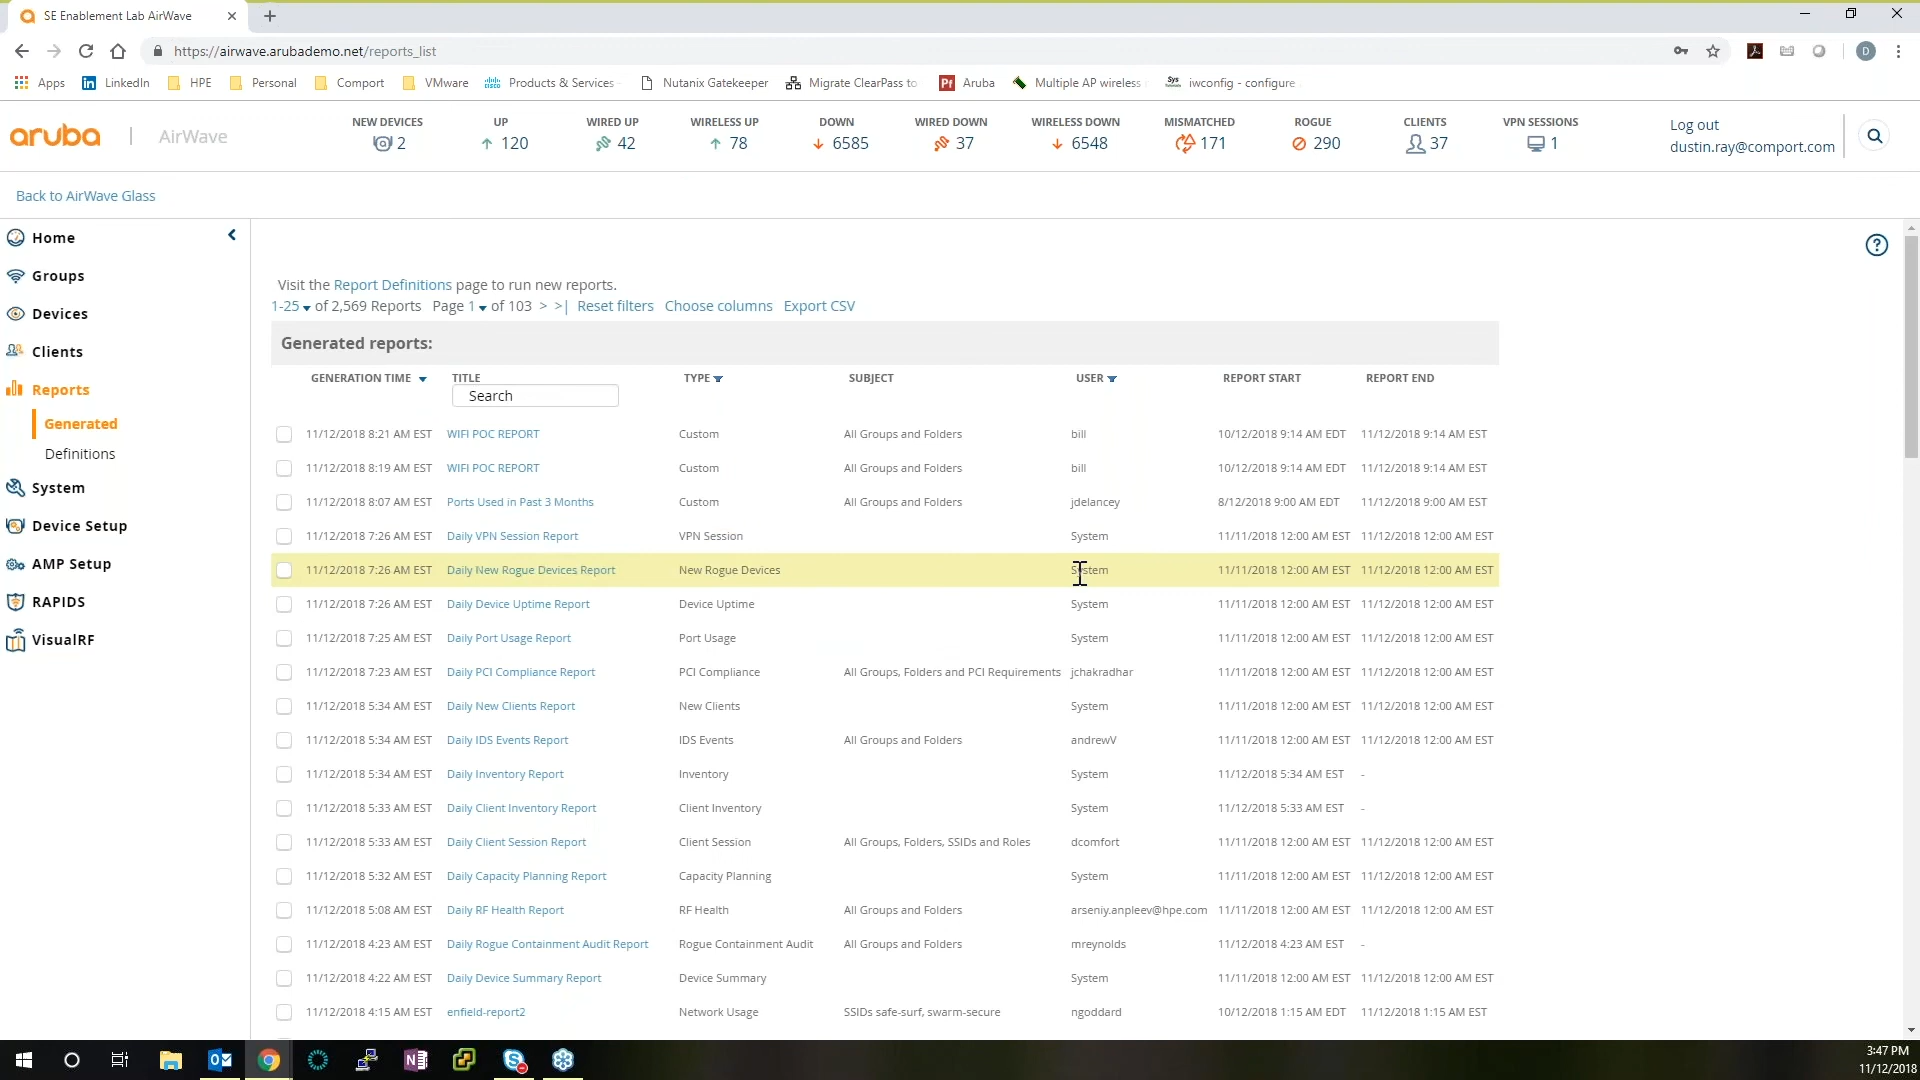 SE Enablement Lab AirWave
https://airwave.arubademo.net/reports_list
D
Apps LinkedIn HPE Personal Comport VMware Products & Services Nutanix Gatekeeper Migrate ClearPass to Aruba Multiple AP wireless iwconfig - configure
aruba | AirWave
NEW DEVICES UP WIRED UP WIRELESS UP DOWN WIRED DOWN WIRELESS DOWN MISMATCHED ROGUE CLIENTS VPN SESSIONS
2 120 42 78 6585 37 6548 171 290 37 1
Log out
dustin.ray@comport.com
Back to AirWave Glass
Home
Groups
Devices
Clients
Reports
Generated
Definitions
System
Device Setup
AMP Setup
RAPIDS
VisualRF
Visit the Report Definitions page to run new reports.
1-25 of 2,569 Reports Page 1 of 103 > >| Reset filters Choose columns Export CSV
Generated reports:
GENERATION TIME TITLE TYPE SUBJECT USER REPORT START REPORT END
Search
11/12/2018 8:21 AM EST WIFI POC REPORT Custom All Groups and Folders bill 10/12/2018 9:14 AM EDT 11/12/2018 9:14 AM EST
11/12/2018 8:19 AM EST WIFI POC REPORT Custom All Groups and Folders bill 10/12/2018 9:14 AM EDT 11/12/2018 9:14 AM EST
11/12/2018 8:07 AM EST Ports Used in Past 3 Months Custom All Groups and Folders jdelancey 8/12/2018 9:00 AM EDT 11/12/2018 9:00 AM EST
11/12/2018 7:26 AM EST Daily VPN Session Report VPN Session System 11/11/2018 12:00 AM EST 11/12/2018 12:00 AM EST
11/12/2018 7:26 AM EST Daily New Rogue Devices Report New Rogue Devices System 11/11/2018 12:00 AM EST 11/12/2018 12:00 AM EST
11/12/2018 7:26 AM EST Daily Device Uptime Report Device Uptime System 11/11/2018 12:00 AM EST 11/12/2018 12:00 AM EST
11/12/2018 7:25 AM EST Daily Port Usage Report Port Usage System 11/11/2018 12:00 AM EST 11/12/2018 12:00 AM EST
11/12/2018 7:23 AM EST Daily PCI Compliance Report PCI Compliance All Groups, Folders and PCI Requirements jchakradhar 11/11/2018 12:00 AM EST 11/12/2018 12:00 AM EST
11/12/2018 5:34 AM EST Daily New Clients Report New Clients System 11/11/2018 12:00 AM EST 11/12/2018 12:00 AM EST
11/12/2018 5:34 AM EST Daily IDS Events Report IDS Events All Groups and Folders andrewV 11/11/2018 12:00 AM EST 11/12/2018 12:00 AM EST
11/12/2018 5:34 AM EST Daily Inventory Report Inventory System 11/12/2018 5:34 AM EST -
11/12/2018 5:33 AM EST Daily Client Inventory Report Client Inventory System 11/12/2018 5:33 AM EST -
11/12/2018 5:33 AM EST Daily Client Session Report Client Session All Groups, Folders, SSIDs and Roles dcomfort 11/11/2018 12:00 AM EST 11/12/2018 12:00 AM EST
11/12/2018 5:32 AM EST Daily Capacity Planning Report Capacity Planning System 11/11/2018 12:00 AM EST 11/12/2018 12:00 AM EST
11/12/2018 5:08 AM EST Daily RF Health Report RF Health All Groups and Folders arseniy.anpleev@hpe.com 11/11/2018 12:00 AM EST 11/12/2018 12:00 AM EST
11/12/2018 4:23 AM EST Daily Rogue Containment Audit Report Rogue Containment Audit All Groups and Folders mreynolds 11/12/2018 4:23 AM EST -
11/12/2018 4:22 AM EST Daily Device Summary Report Device Summary System 11/11/2018 12:00 AM EST 11/12/2018 12:00 AM EST
11/12/2018 4:15 AM EST enfield-report2 Network Usage SSIDs safe-surf, swarm-secure ngoddard 10/12/2018 1:15 AM EDT 11/12/2018 1:15 AM EST
3:47 PM
11/12/2018